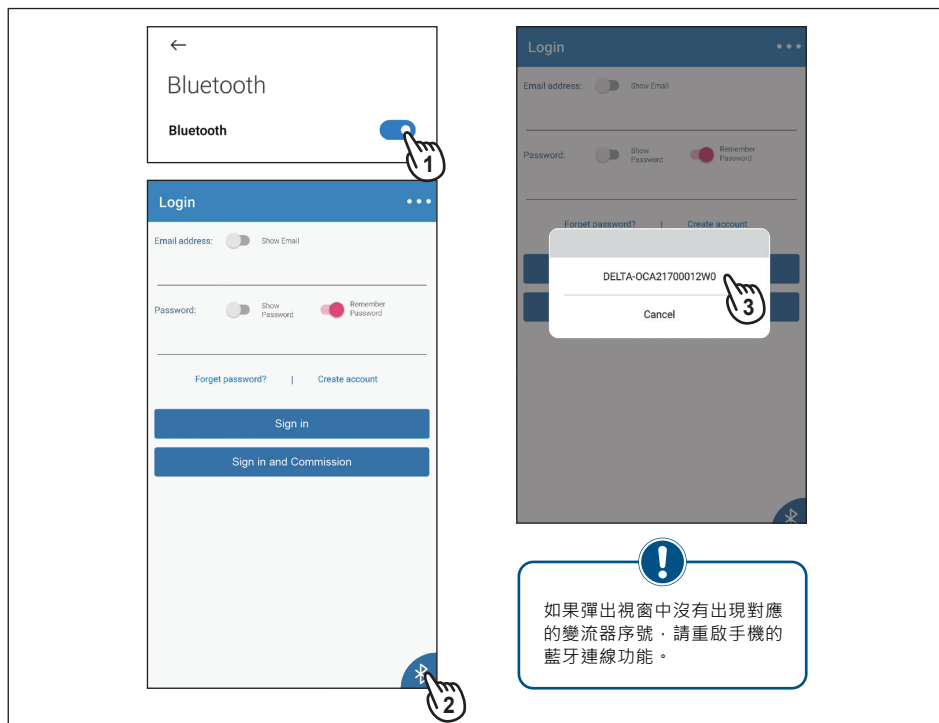 ←
Bluetooth
Bluetooth
1
Login
Email address: Show Email
Password: Show Password Remember Password
Forget password? | Create account
Sign in
Sign in and Commission
2
Login
Email address: Show Email
Password: Show Password Remember Password
Forget password? | Create account
DELTA-OCA21700012W0
3
Cancel
!
如果彈出視窗中沒有出現對應
的變流器序號，請重啟手機的
藍牙連線功能。